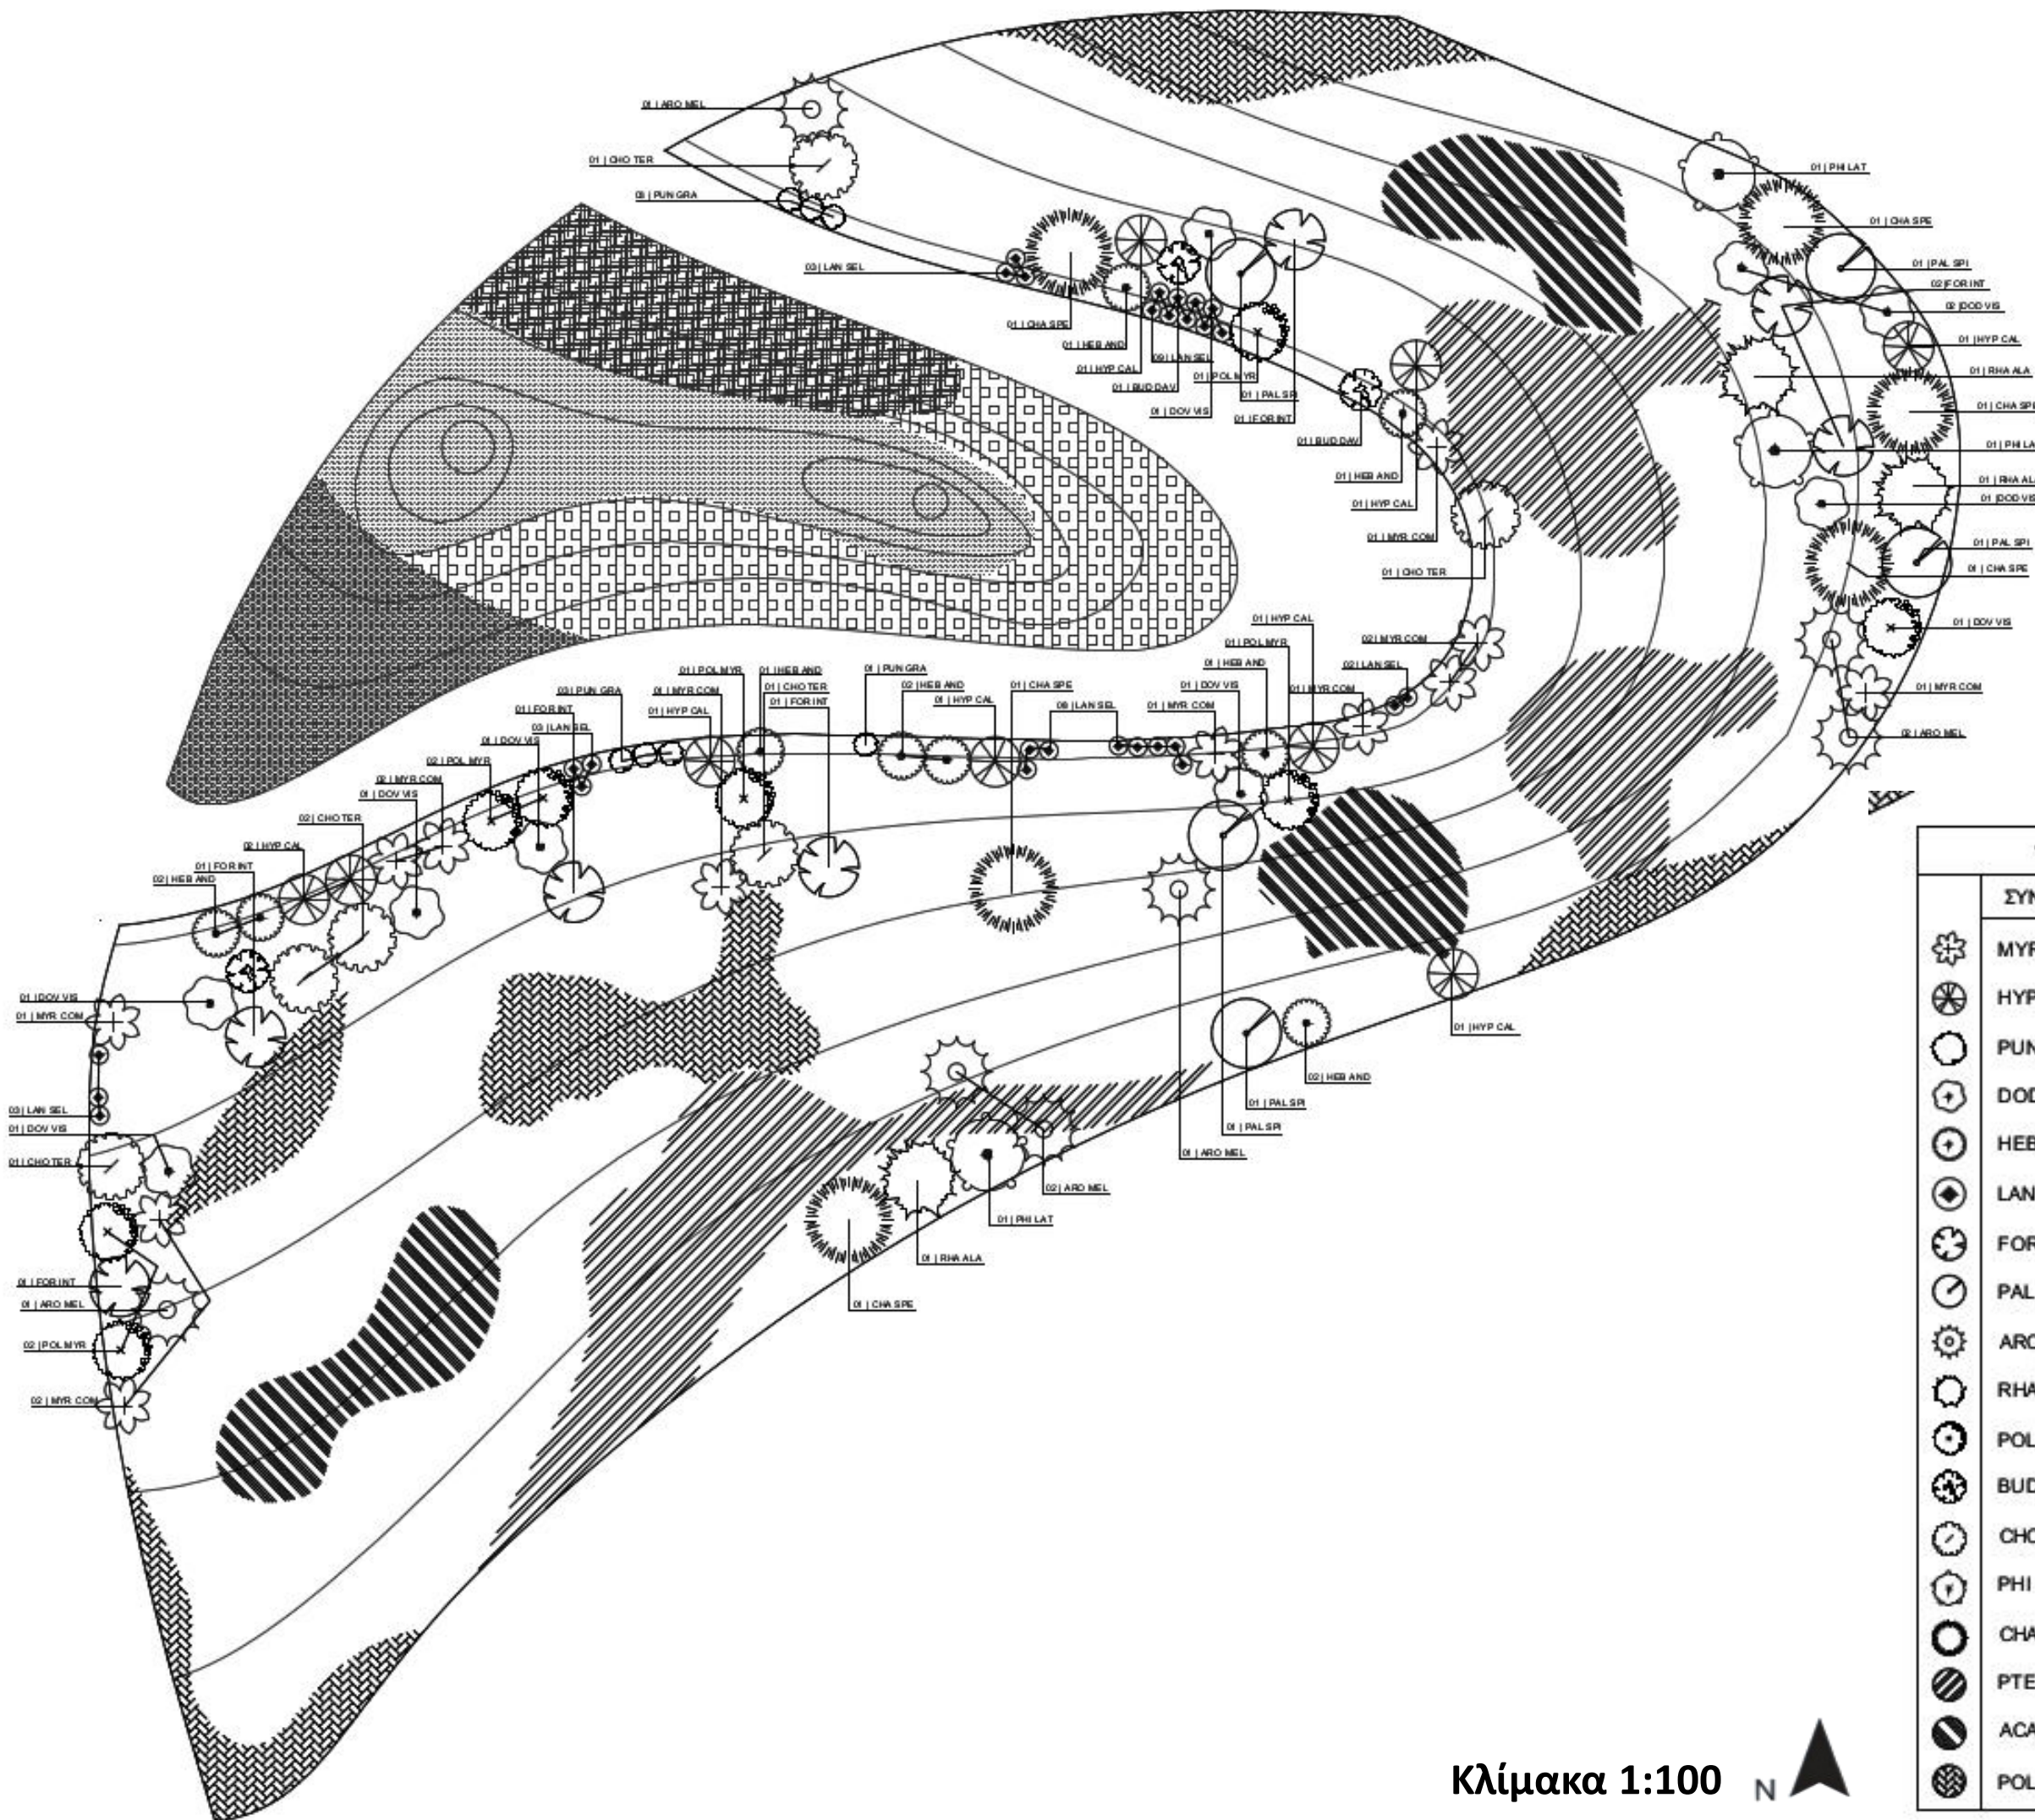 01 | ARO MEL
01 | CHO TER
03 | PUN GRA
03 | LAN SEL
01 | CHA SPE
01 | HEB AND
01 | HYP CAL
09 | LAN SEL
01 | BUD DAV
01 | POL MYR
01 | DOV VIS
01 | PAL SPI
01 | FOR INT
01 | BUD DAV
01 | HEB AND
01 | HYP CAL
01 | MYR COM
01 | CHO TER
01 | PHI LAT
01 | CHA SPE
01 | PAL SPI
02 | FOR INT
02 | DOD VIS
01 | HYP CAL
01 | RHA ALA
01 | CHA SPE
01 | PHI LA
01 | RHA ALA
01 | DOD VIS
01 | PAL SPI
01 | CHA SPE
01 | DOV VIS
01 | MYR COM
02 | ARO MEL
01 | HYP CAL
01 | POL MYR
02 | MYR COM
01 | HEB AND
02 | LAN SEL
01 | MYR COM
01 | DOV VIS
01 | MYR COM
08 | LAN SEL
01 | CHA SPE
01 | HYP CAL
02 | HEB AND
01 | PUN GRA
01 | HEB AND
01 | CHO TER
01 | FOR INT
01 | POL MYR
01 | MYR COM
01 | HYP CAL
03 | PUN GRA
01 | FOR INT
03 | LAN SEL
01 | DOV VIS
02 | POL MYR
02 | MYR COM
01 | DOV VIS
02 | CHO TER
02 | HYP CAL
01 | FOR INT
02 | HEB AND
01 | DOV VIS
01 | MYR COM
03 | LAN SEL
01 | DOV VIS
01 | CHO TER
01 | FOR INT
01 | ARO MEL
02 | POL MYR
02 | MYR COM
01 | HYP CAL
02 | HEB AND
01 | PAL SPI
01 | PAL SPI
01 | ARO MEL
02 | ARO MEL
01 | PHI LAT
01 | RHA ALA
01 | CHA SPE
ΣΥΝ
MYR
HYP
PUN
DOD
HEB
LAN
FOR
PAL
ARO
RHA
POL
BUD
CHO
PHI
CHA
PTE
ACA
POL
Κλίμακα 1:100
N